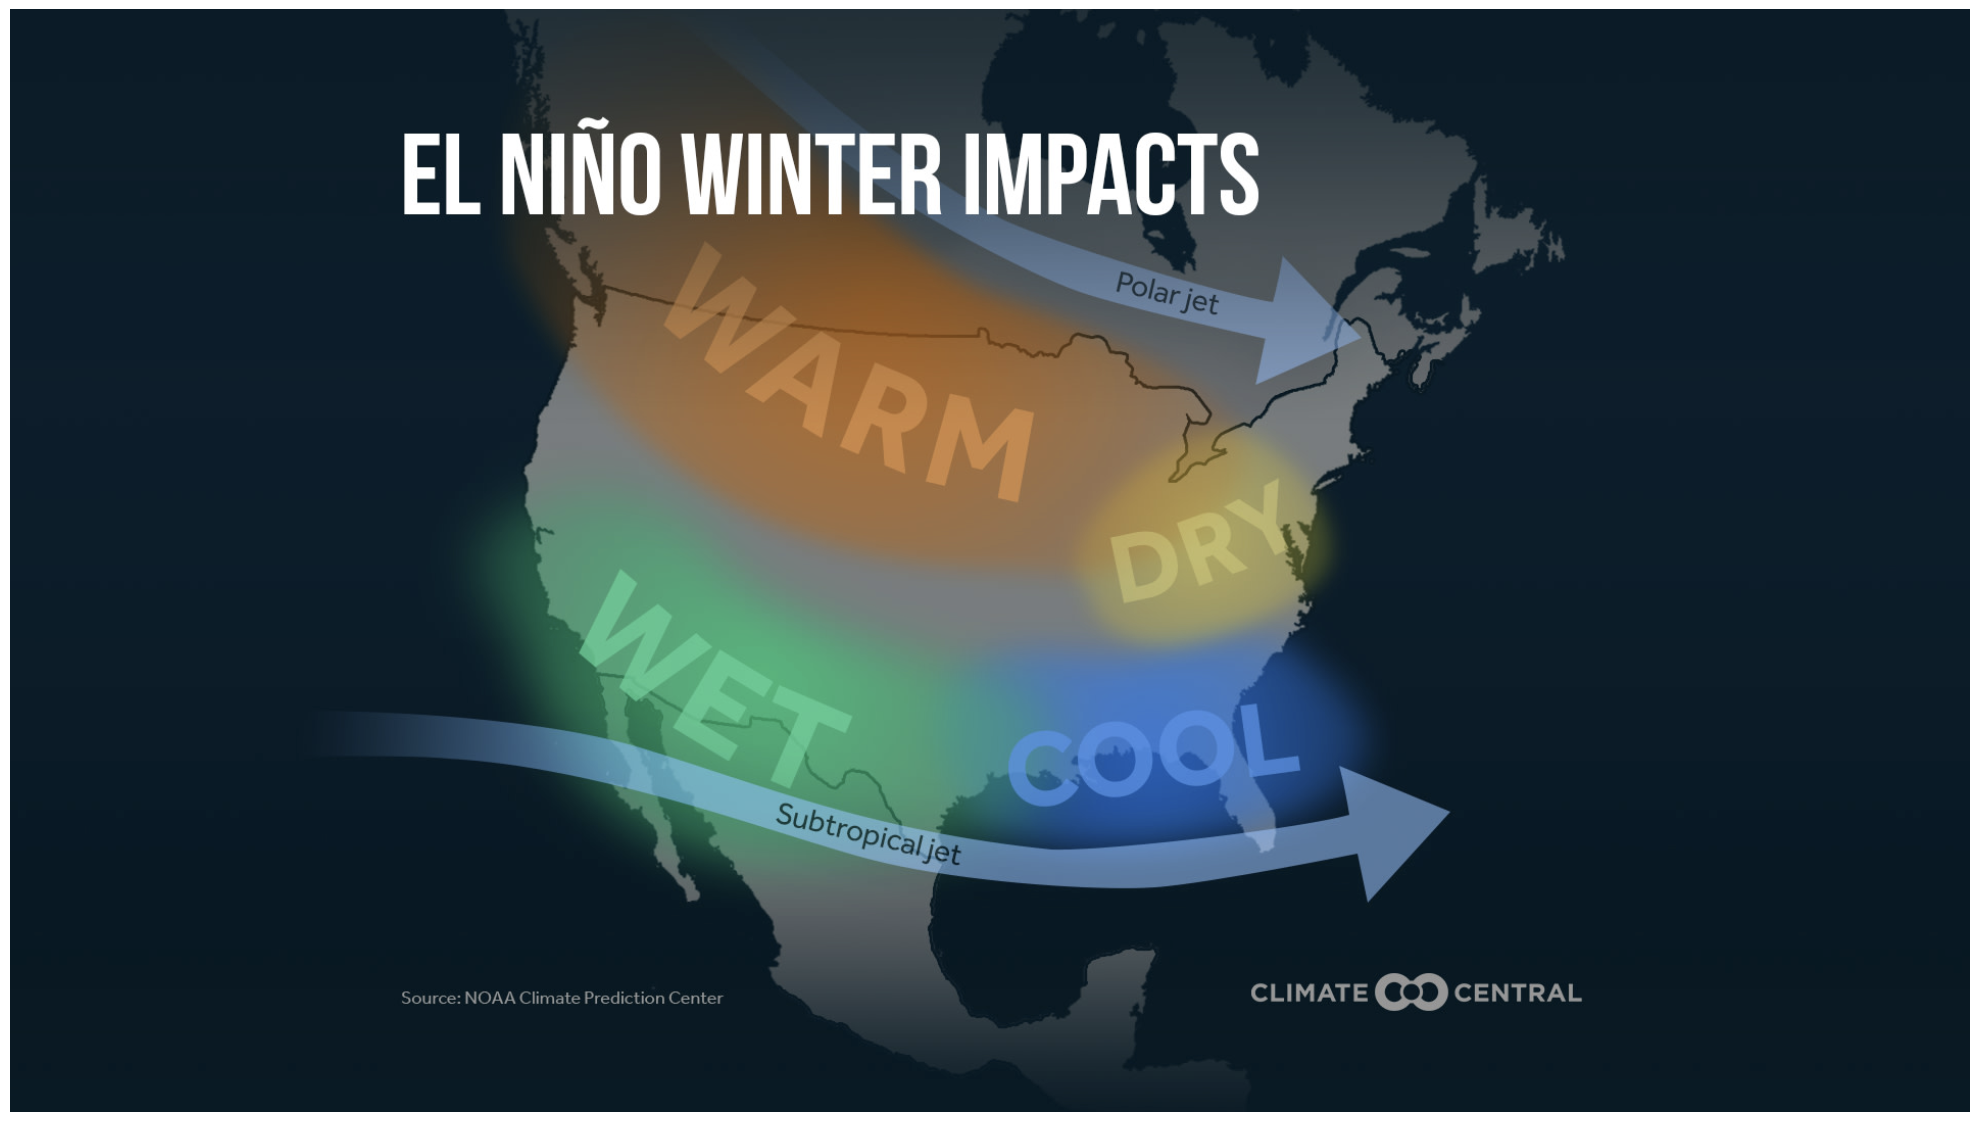 EL NIÑO WINTER IMPACTS
Polar jet
WARM
DRY
WET
COOL
Subtropical jet
Source: NOAA Climate Prediction Center
CLIMATE CENTRAL